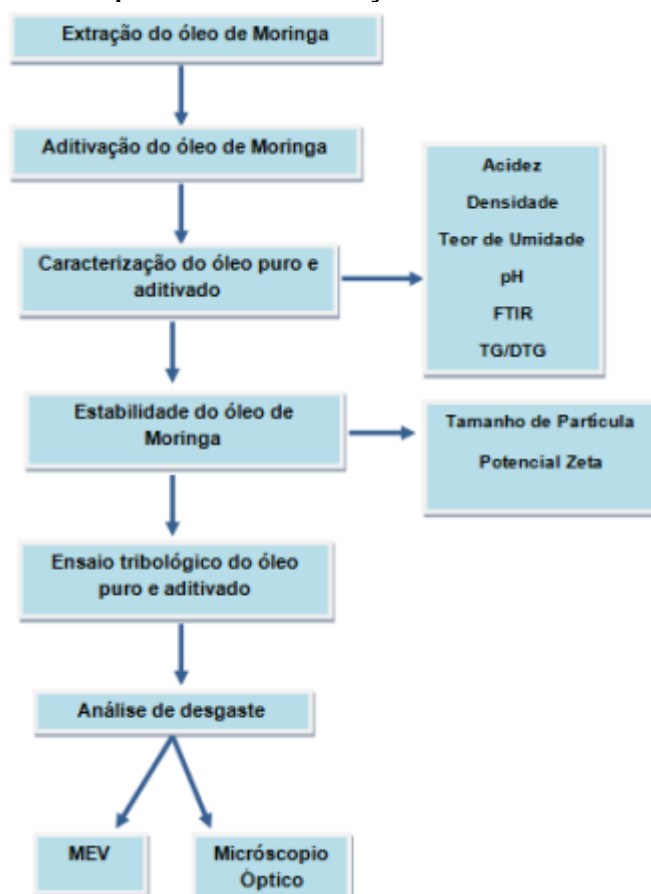 Extração do óleo de Moringa
Aditivação do óleo de Moringa
Acidez
Densidade
Teor de Umidade
pH
FTIR
TG/DTG
Caracterização do óleo puro e
aditivado
Estabilidade do óleo de
Moringa
Tamanho de Partícula
Potencial Zeta
Ensaio tribológico do óleo
puro e aditivado
Análise de desgaste
MEV
Micróscopio
Óptico